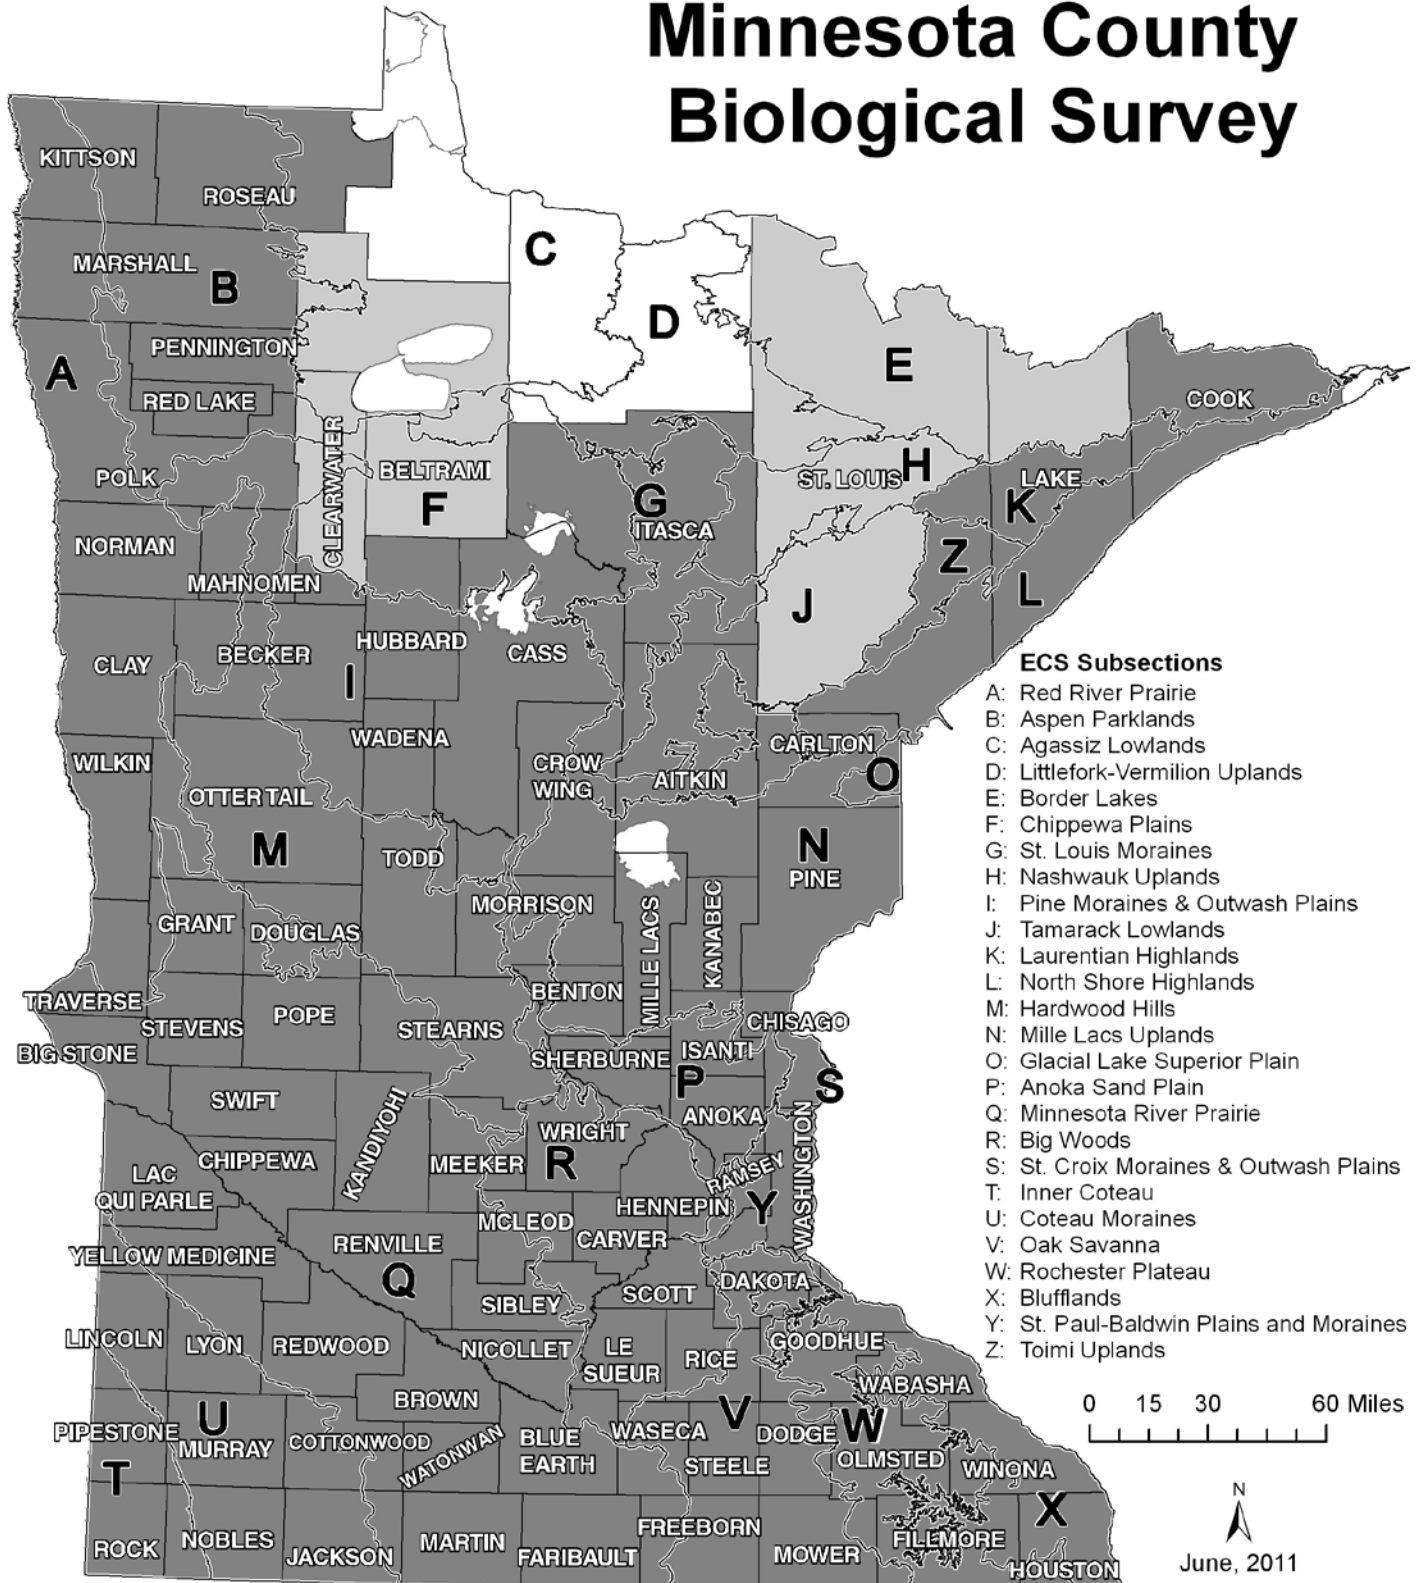 Minnesota County
Biological Survey
KITTSON
ROSEAU
MARSHALL
B
C
D
PENNINGTON
A
RED LAKE
E
COOK
CLEARWATER
POLK
BELTRAMI
F
G
ITASCA
ST. LOUIS
H
LAKE
K
NORMAN
MAHNOMEN
Z
L
J
CLAY
BECKER
I
HUBBARD
CASS
WILKIN
OTTER TAIL
M
WADENA
CROW
WING
AITKIN
CARLTON
O
TODD
N
PINE
GRANT
DOUGLAS
MORRISON
MILLE LACS
KANABEC
TRAVERSE
STEVENS
POPE
STEARNS
BENTON
CHISAGO
BIG STONE
SHERBURNE
ISANTI
P
S
SWIFT
KANDIYOHI
ANOKA
WRIGHT
R
WASHINGTON
LAC
QUI PARLE
CHIPPEWA
MEEKER
RAMSEY
HENNEPIN
Y
MCLEOD
CARVER
YELLOW MEDICINE
RENVILLE
Q
DAKOTA
SCOTT
SIBLEY
LINCOLN
LYON
REDWOOD
NICOLLET
LE
SUEUR
RICE
GOODHUE
WABASHA
BROWN
PIPESTONE
U
MURRAY
COTTONWOOD
WATONWAN
BLUE
EARTH
WASECA
V
STEELE
DODGE
W
OLMSTED
WINONA
T
ROCK
NOBLES
JACKSON
MARTIN
FARIBAULT
FREEBORN
MOWER
FILLMORE
X
HOUSTON
ECS Subsections
A: Red River Prairie
B: Aspen Parklands
C: Agassiz Lowlands
D: Littlefork-Vermilion Uplands
E: Border Lakes
F: Chippewa Plains
G: St. Louis Moraines
H: Nashwauk Uplands
I: Pine Moraines & Outwash Plains
J: Tamarack Lowlands
K: Laurentian Highlands
L: North Shore Highlands
M: Hardwood Hills
N: Mille Lacs Uplands
O: Glacial Lake Superior Plain
P: Anoka Sand Plain
Q: Minnesota River Prairie
R: Big Woods
S: St. Croix Moraines & Outwash Plains
T: Inner Coteau
U: Coteau Moraines
V: Oak Savanna
W: Rochester Plateau
X: Blufflands
Y: St. Paul-Baldwin Plains and Moraines
Z: Toimi Uplands
0 15 30 60 Miles
N
June, 2011